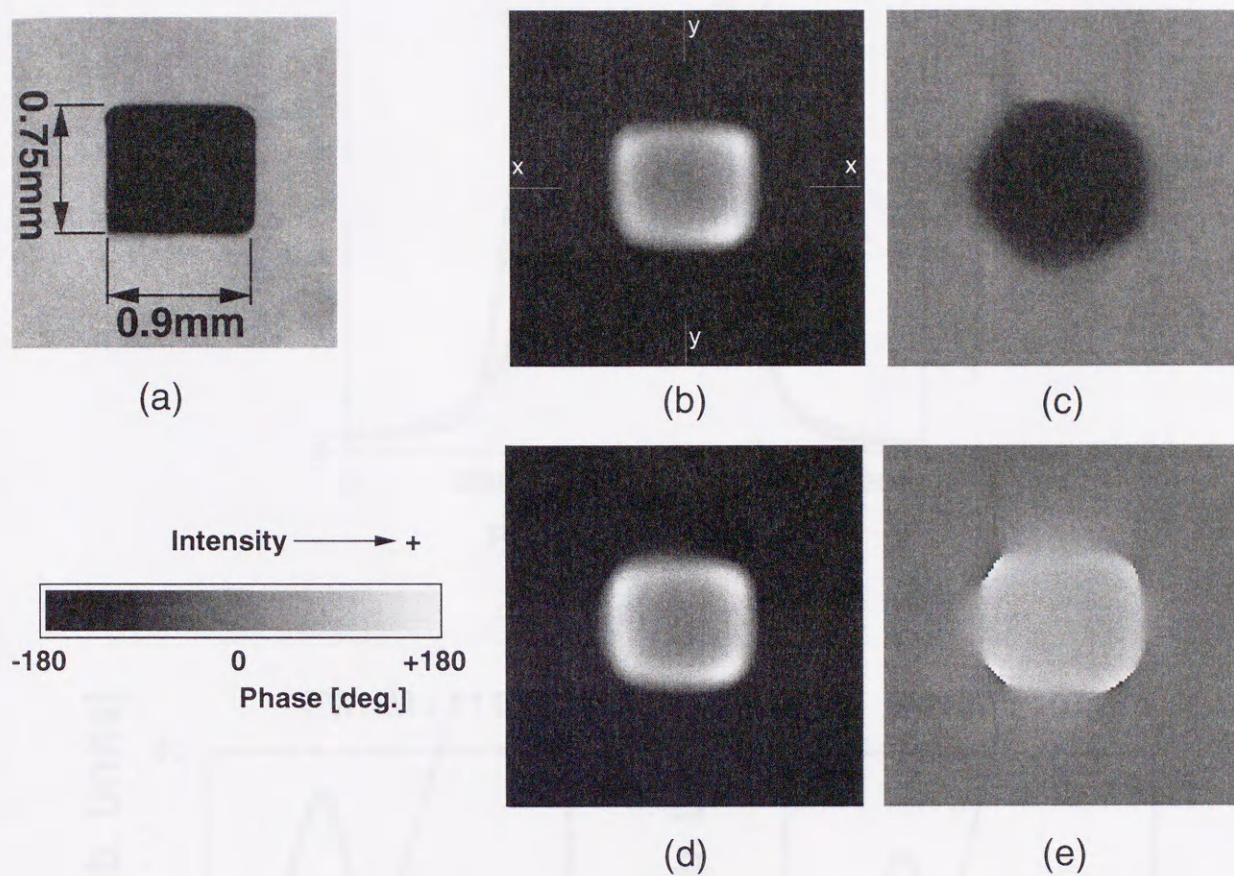 0.75mm
0.9mm
(a)
y
x
x
y
(b)
(c)
Intensity
+
-180
0
+180
Phase [deg.]
(d)
(e)